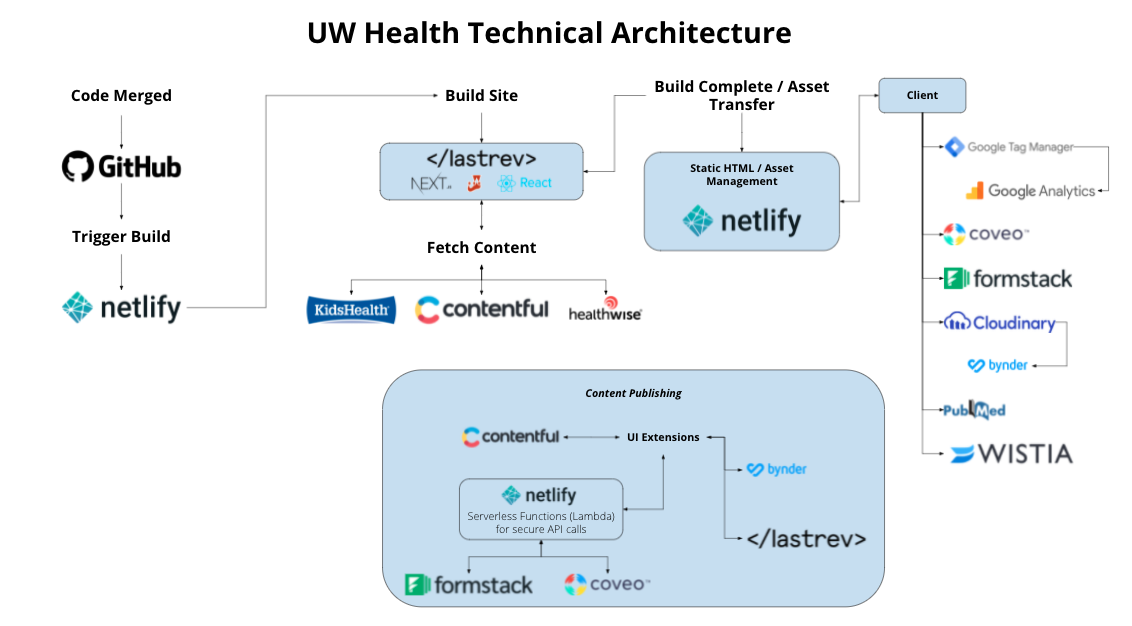 UW Health Technical Architecture
Code Merged
GitHub
Trigger Build
netlify
Build Site
</lastrev>
NEXT.js
React
Fetch Content
KidsHealth
contentful
healthwise
Build Complete / Asset
Transfer
Static HTML / Asset
Management
netlify
Client
Google Tag Manager
Google Analytics
coveo™
formstack
Cloudinary
bynder
PubMed
WISTIA
Content Publishing
contentful
UI Extensions
bynder
netlify
Serverless Functions (Lambda)
for secure API calls
</lastrev>
formstack
coveo™